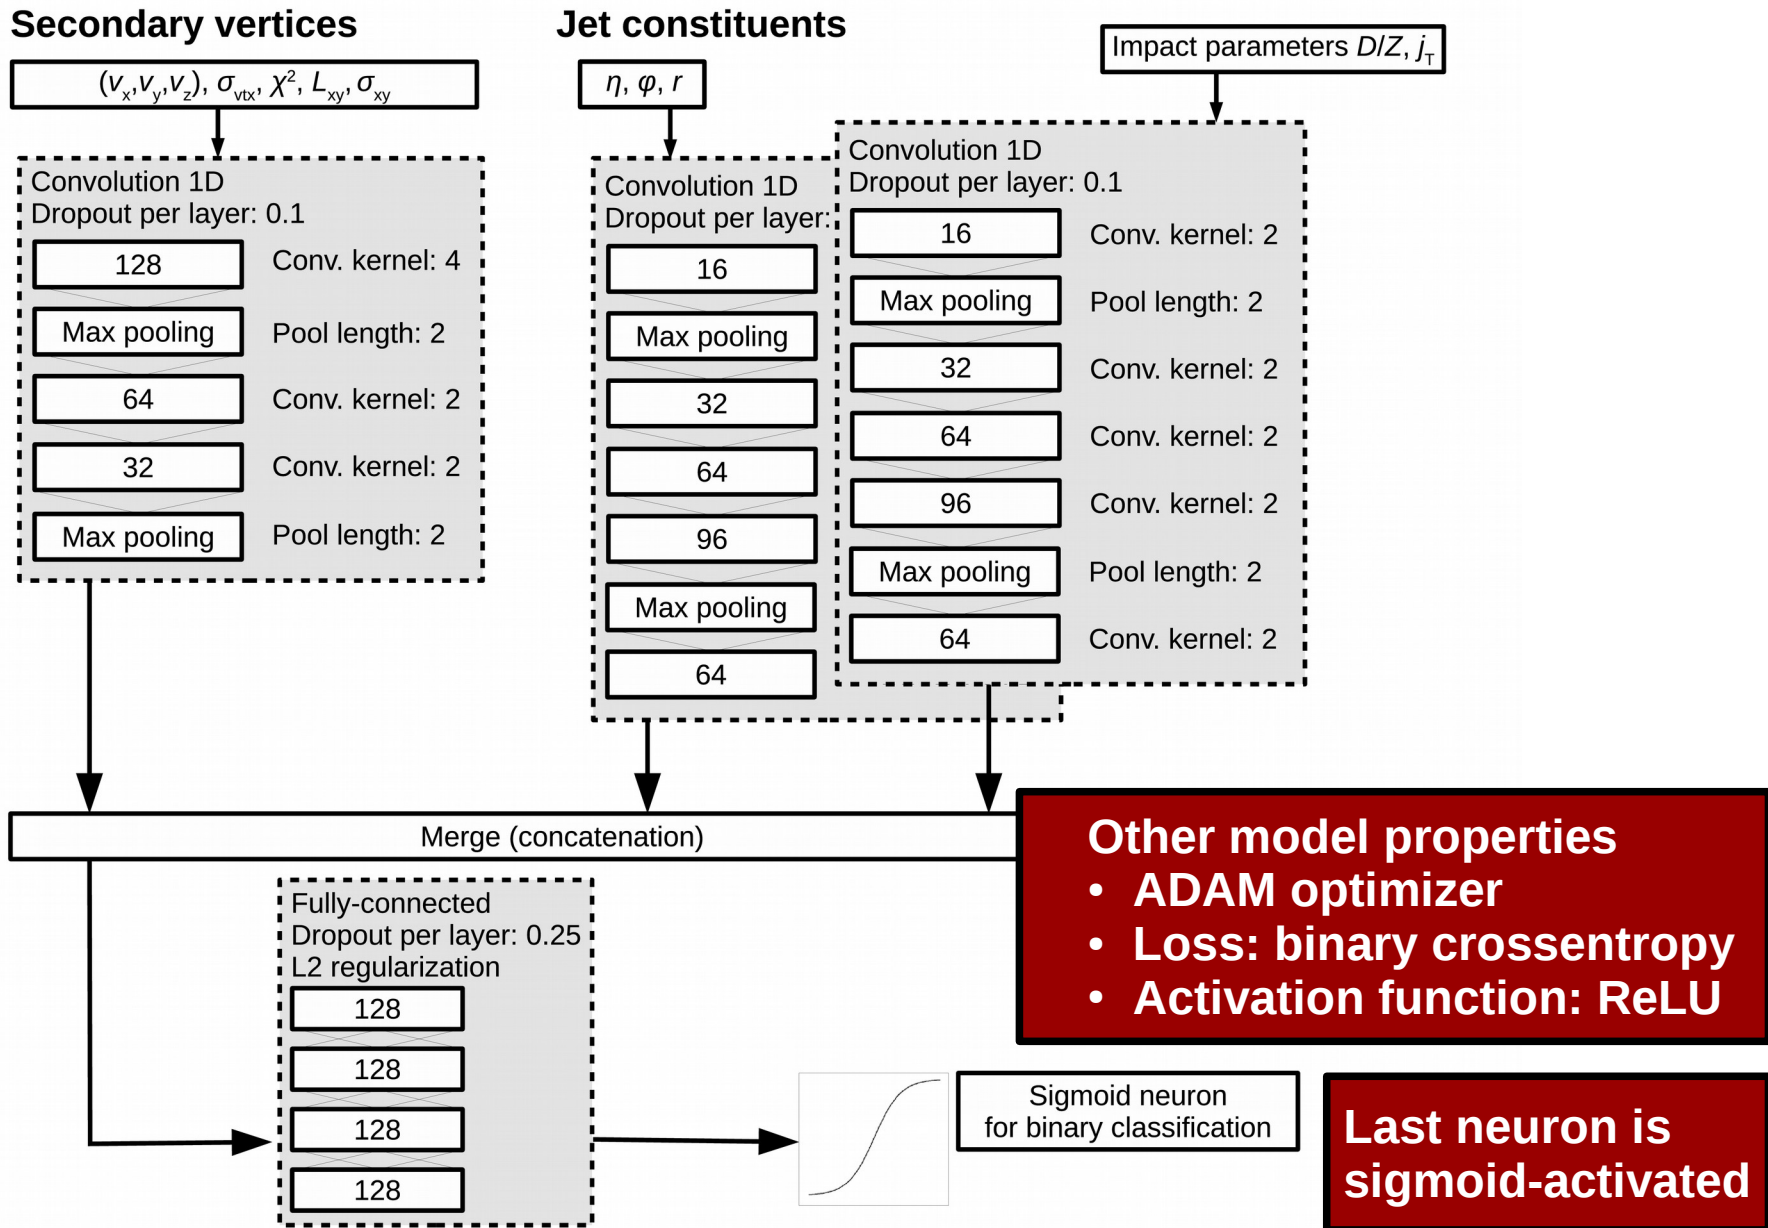 Secondary vertices
(vx,vy,vz), σvtx, χ², Lxy, σxy
Convolution 1D
Dropout per layer: 0.1
128 Conv. kernel: 4
Max pooling Pool length: 2
64 Conv. kernel: 2
32 Conv. kernel: 2
Max pooling Pool length: 2
Jet constituents
η, φ, r
Convolution 1D
Dropout per layer:
16
Max pooling
32
64
96
Max pooling
64
Impact parameters D/Z, jT
Convolution 1D
Dropout per layer: 0.1
16 Conv. kernel: 2
Max pooling Pool length: 2
32 Conv. kernel: 2
64 Conv. kernel: 2
96 Conv. kernel: 2
Max pooling Pool length: 2
64 Conv. kernel: 2
Merge (concatenation)
Other model properties
• ADAM optimizer
• Loss: binary crossentropy
• Activation function: ReLU
Fully-connected
Dropout per layer: 0.25
L2 regularization
128
128
128
128
Sigmoid neuron
for binary classification
Last neuron is
sigmoid-activated